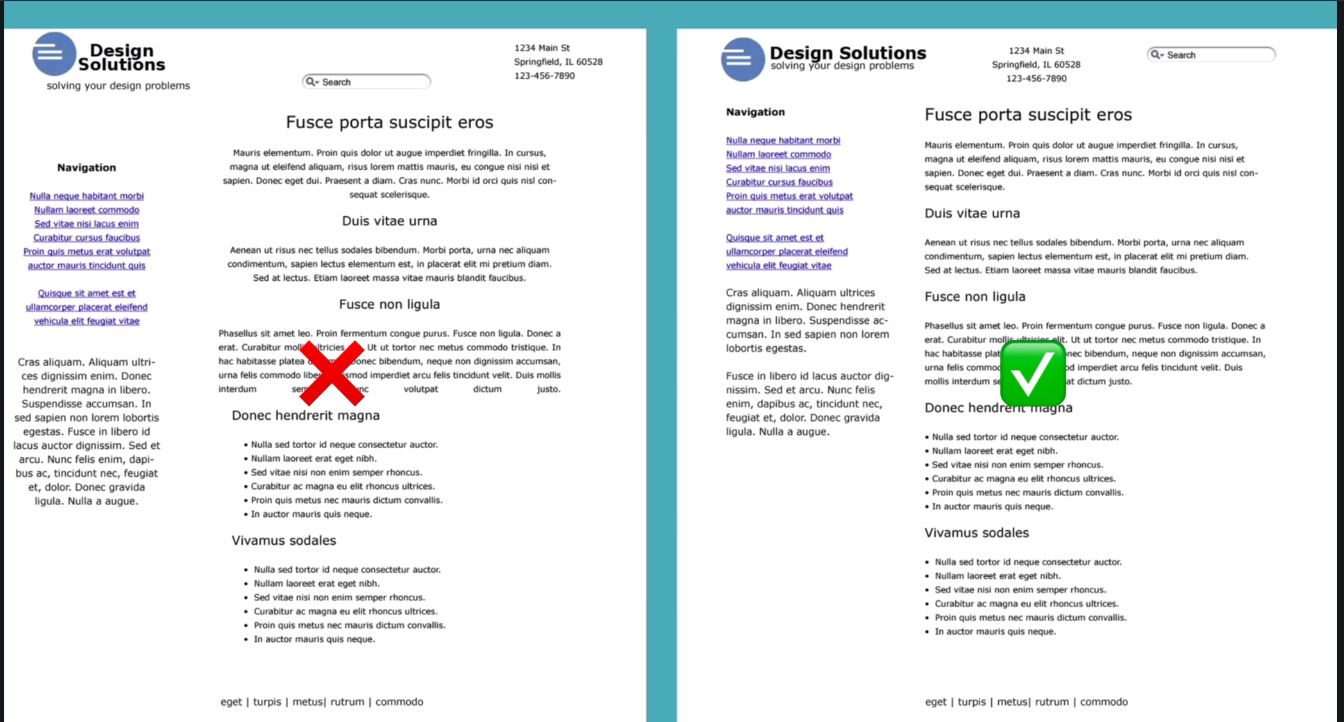 Design
Solutions
solving your design problems
Search
1234 Main St
Springfield, IL 60528
123-456-7890
Navigation
Nulla neque habitant morbi
Nullam laoreet commodo
Sed vitae nisi lacus enim
Curabitur cursus faucibus
Proin quis metus erat volutpat
auctor mauris tincidunt quis
Quisque sit amet est et
ullamcorper placerat eleifend
vehicula elit feugiat vitae
Cras aliquam. Aliquam ultri-
ces dignissim enim. Donec
hendrerit magna in libero.
Suspendisse accumsan. In
sed sapien non lorem lobortis
egestas. Fusce in libero id
lacus auctor dignissim. Sed et
arcu. Nunc felis enim, dapi-
bus ac, tincidunt nec, feugiat
et, dolor. Donec gravida
ligula. Nulla a augue.
Fusce porta suscipit eros
Mauris elementum. Proin quis dolor ut augue imperdiet fringilla. In cursus,
magna ut eleifend aliquam, risus lorem mattis mauris, eu congue nisi nisi et
sapien. Donec eget dui. Praesent a diam. Cras nunc. Morbi id orci quis nisl con-
sequat scelerisque.
Duis vitae urna
Aenean ut risus nec tellus sodales bibendum. Morbi porta, urna nec aliquam
condimentum, sapien lectus elementum est, in placerat elit mi pretium diam.
Sed at lectus. Etiam laoreet massa vitae mauris blandit faucibus.
Fusce non ligula
Phasellus sit amet leo. Proin fermentum congue purus. Fusce non ligula. Donec a
erat. Curabitur mollis ultricies Ut ut tortor nec metus commodo tristique. In
hac habitasse platea Donec bibendum, neque non dignissim accumsan,
urna felis commodo imperdiet arcu felis tincidunt velit. Duis mollis
interdum volutpat dictum justo.
Donec hendrerit magna
• Nulla sed tortor id neque consectetur auctor.
• Nullam laoreet erat eget nibh.
• Sed vitae nisi non enim semper rhoncus.
• Curabitur ac magna eu elit rhoncus ultrices.
• Proin quis metus nec mauris dictum convallis.
• In auctor mauris quis neque.
Vivamus sodales
• Nulla sed tortor id neque consectetur auctor.
• Nullam laoreet erat eget nibh.
• Sed vitae nisi non enim semper rhoncus.
• Curabitur ac magna eu elit rhoncus ultrices.
• Proin quis metus nec mauris dictum convallis.
• In auctor mauris quis neque.
eget | turpis | metus| rutrum | commodo
Design Solutions
solving your design problems
1234 Main St
Springfield, IL 60528
123-456-7890
Search
Navigation
Nulla neque habitant morbi
Nullam laoreet commodo
Sed vitae nisi lacus enim
Curabitur cursus faucibus
Proin quis metus erat volutpat
auctor mauris tincidunt quis
Quisque sit amet est et
ullamcorper placerat eleifend
vehicula elit feugiat vitae
Cras aliquam. Aliquam ultrices
dignissim enim. Donec hendrerit
magna in libero. Suspendisse ac-
cumsan. In sed sapien non lorem
lobortis egestas.
Fusce in libero id lacus auctor dig-
nissim. Sed et arcu. Nunc felis
enim, dapibus ac, tincidunt nec,
feugiat et, dolor. Donec gravida
ligula. Nulla a augue.
Fusce porta suscipit eros
Mauris elementum. Proin quis dolor ut augue imperdiet fringilla. In cursus,
magna ut eleifend aliquam, risus lorem mattis mauris, eu congue nisi nisi et
sapien. Donec eget dui. Praesent a diam. Cras nunc. Morbi id orci quis nisl con-
sequat scelerisque.
Duis vitae urna
Aenean ut risus nec tellus sodales bibendum. Morbi porta, urna nec aliquam
condimentum, sapien lectus elementum est, in placerat elit mi pretium diam.
Sed at lectus. Etiam laoreet massa vitae mauris blandit faucibus.
Fusce non ligula
Phasellus sit amet leo. Proin fermentum congue purus. Fusce non ligula. Donec a
erat. Curabitur mollis ultricies elit. Ut ut tortor nec metus commodo tristique. In
hac habitasse bibendum, neque non dignissim accumsan,
urna felis imperdiet arcu felis tincidunt velit. Duis
mollis interdum dictum justo.
Donec hendrerit magna
• Nulla sed tortor id neque consectetur auctor.
• Nullam laoreet erat eget nibh.
• Sed vitae nisi non enim semper rhoncus.
• Curabitur ac magna eu elit rhoncus ultrices.
• Proin quis metus nec mauris dictum convallis.
• In auctor mauris quis neque.
Vivamus sodales
• Nulla sed tortor id neque consectetur auctor.
• Nullam laoreet erat eget nibh.
• Sed vitae nisi non enim semper rhoncus.
• Curabitur ac magna eu elit rhoncus ultrices.
• Proin quis metus nec mauris dictum convallis.
• In auctor mauris quis neque.
eget | turpis | metus| rutrum | commodo